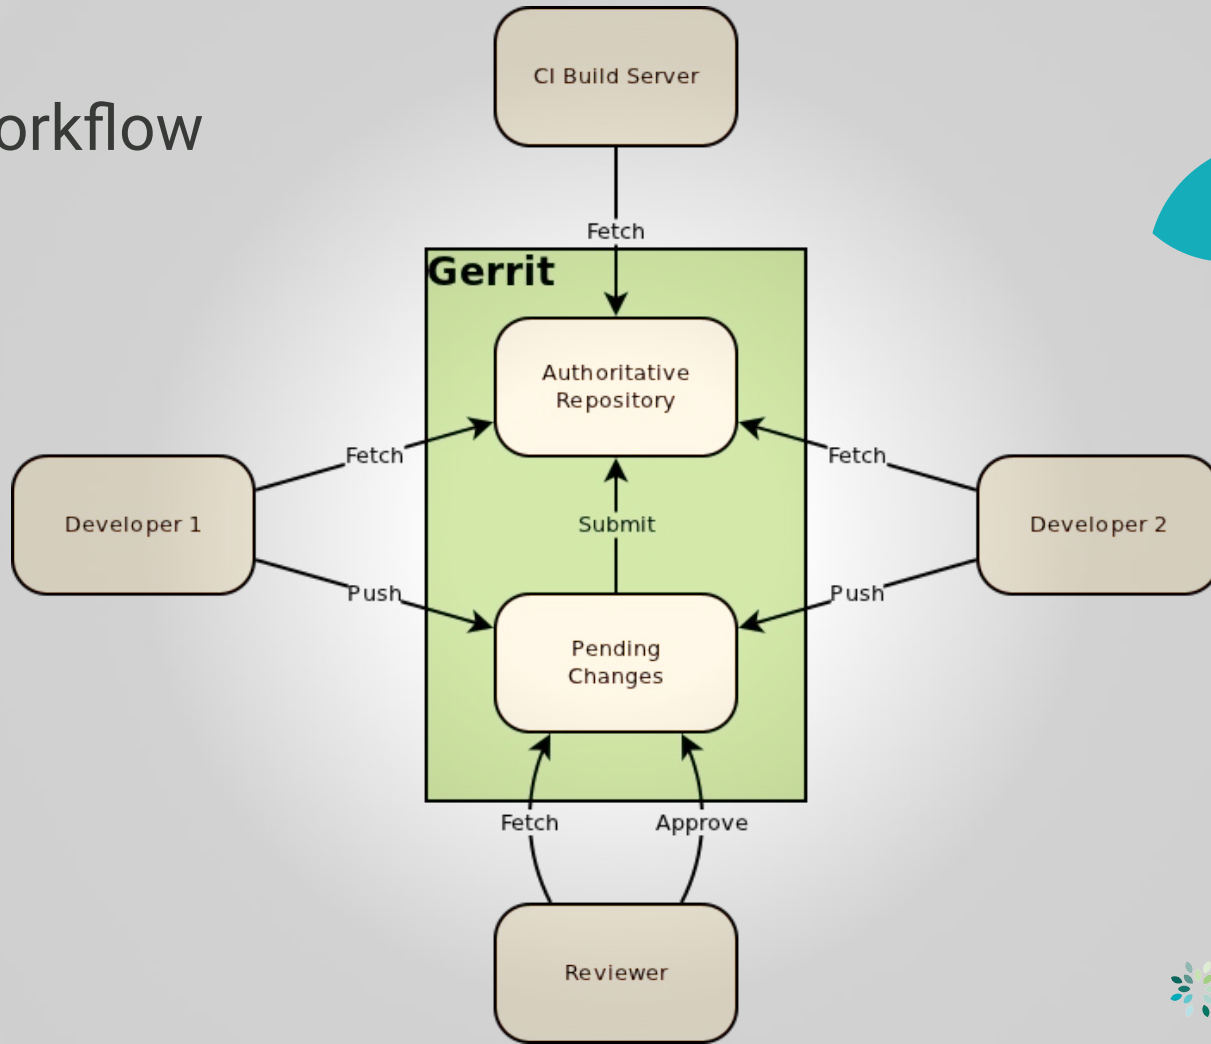 orkflow
CI Build Server
Fetch
Gerrit
Authoritative
Repository
Fetch
Fetch
Developer 1
Submit
Developer 2
Push
Push
Pending
Changes
Fetch
Approve
Reviewer